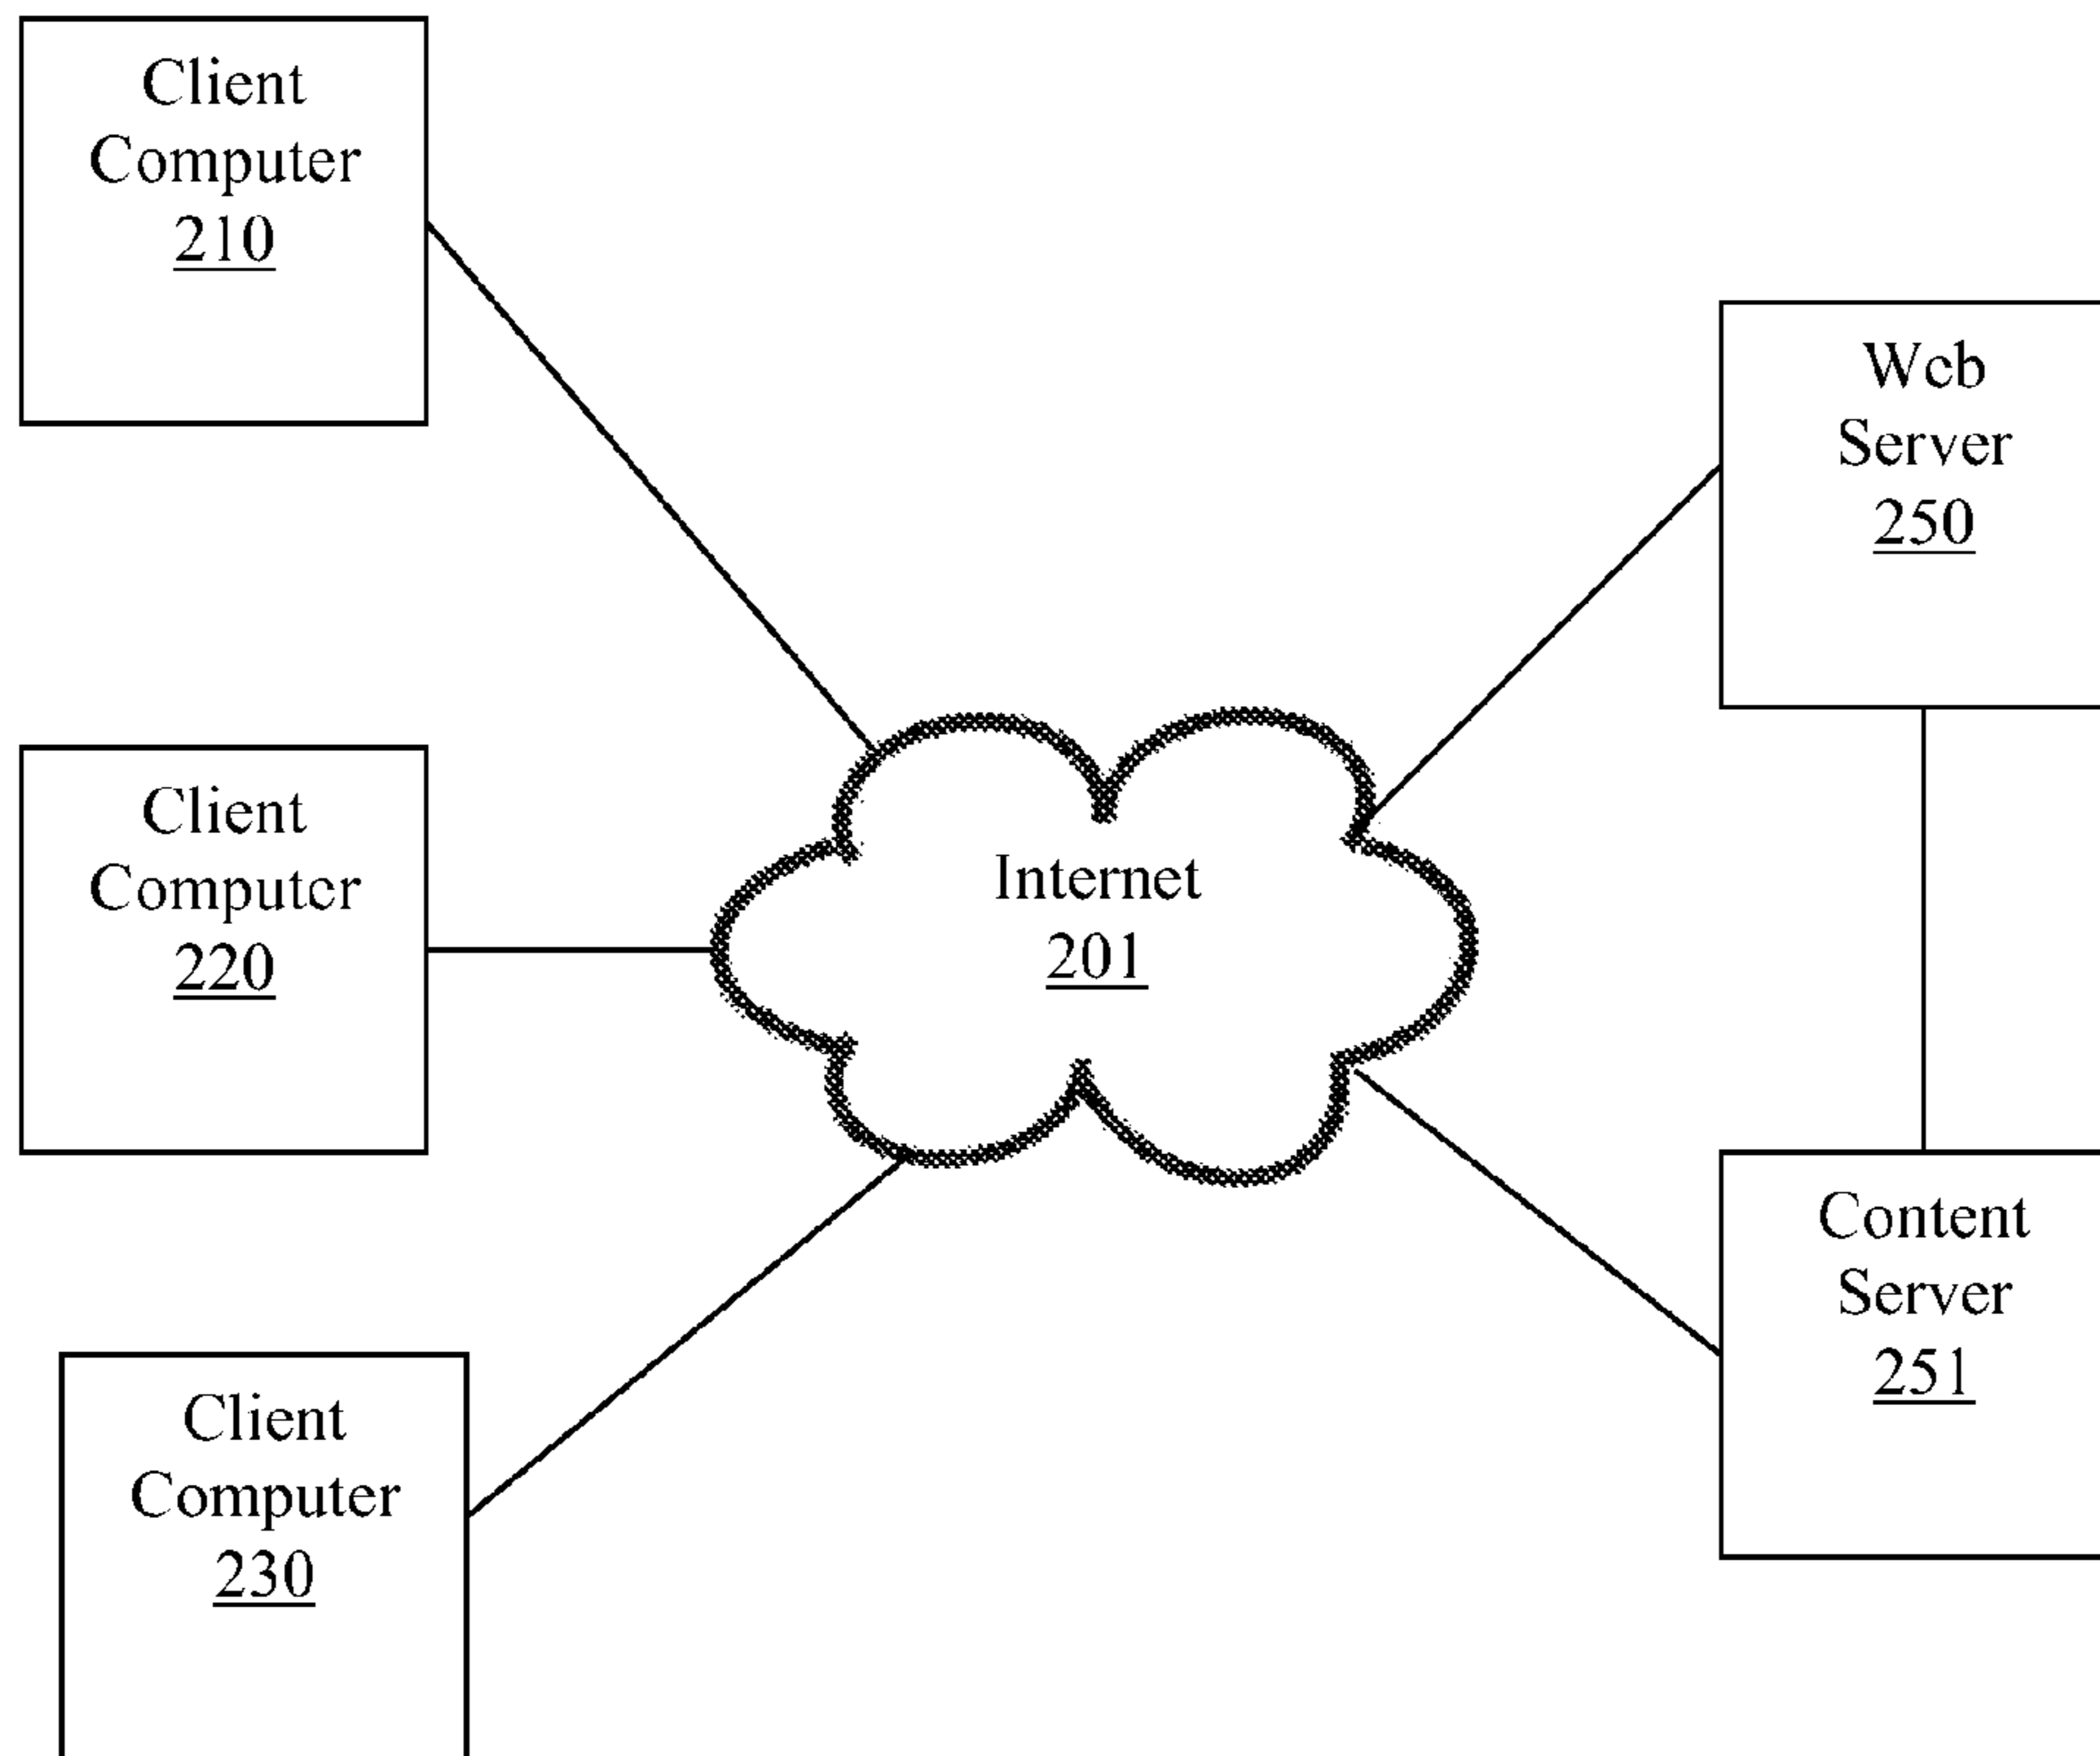 Client
Computer
210
Client
Computer
220
Client
Computer
230
Internet
201
Web
Server
250
Content
Server
251